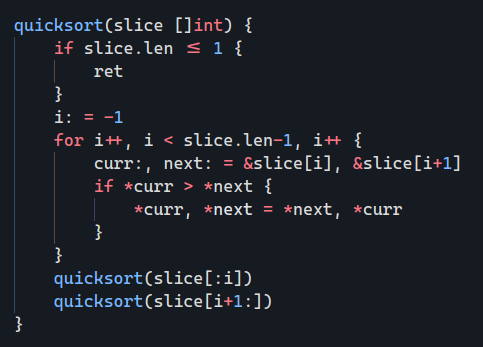 quicksort(slice []int) {
    if slice.len <= 1 {
        ret
    }
    i: = -1
    for i++, i < slice.len-1, i++ {
        curr:, next: = &slice[i], &slice[i+1]
        if *curr > *next {
            *curr, *next = *next, *curr
        }
    }
    quicksort(slice[:i])
    quicksort(slice[i+1:])
}